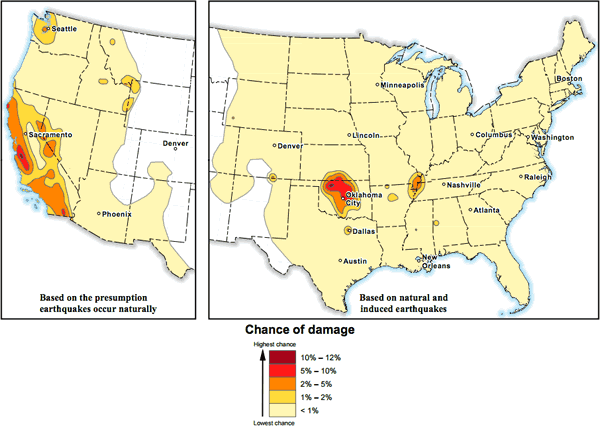 Seattle
Sacramento
Denver
Phoenix
Based on the presumption
earthquakes occur naturally
Minneapolis
Boston
Lincoln
Columbus
Washington
Denver
Oklahoma
City
Nashville
Raleigh
Atlanta
Dallas
Austin
New
Orleans
Based on natural and
induced earthquakes
Chance of damage
Highest chance
10% – 12%
5% – 10%
2% – 5%
1% – 2%
< 1%
Lowest chance